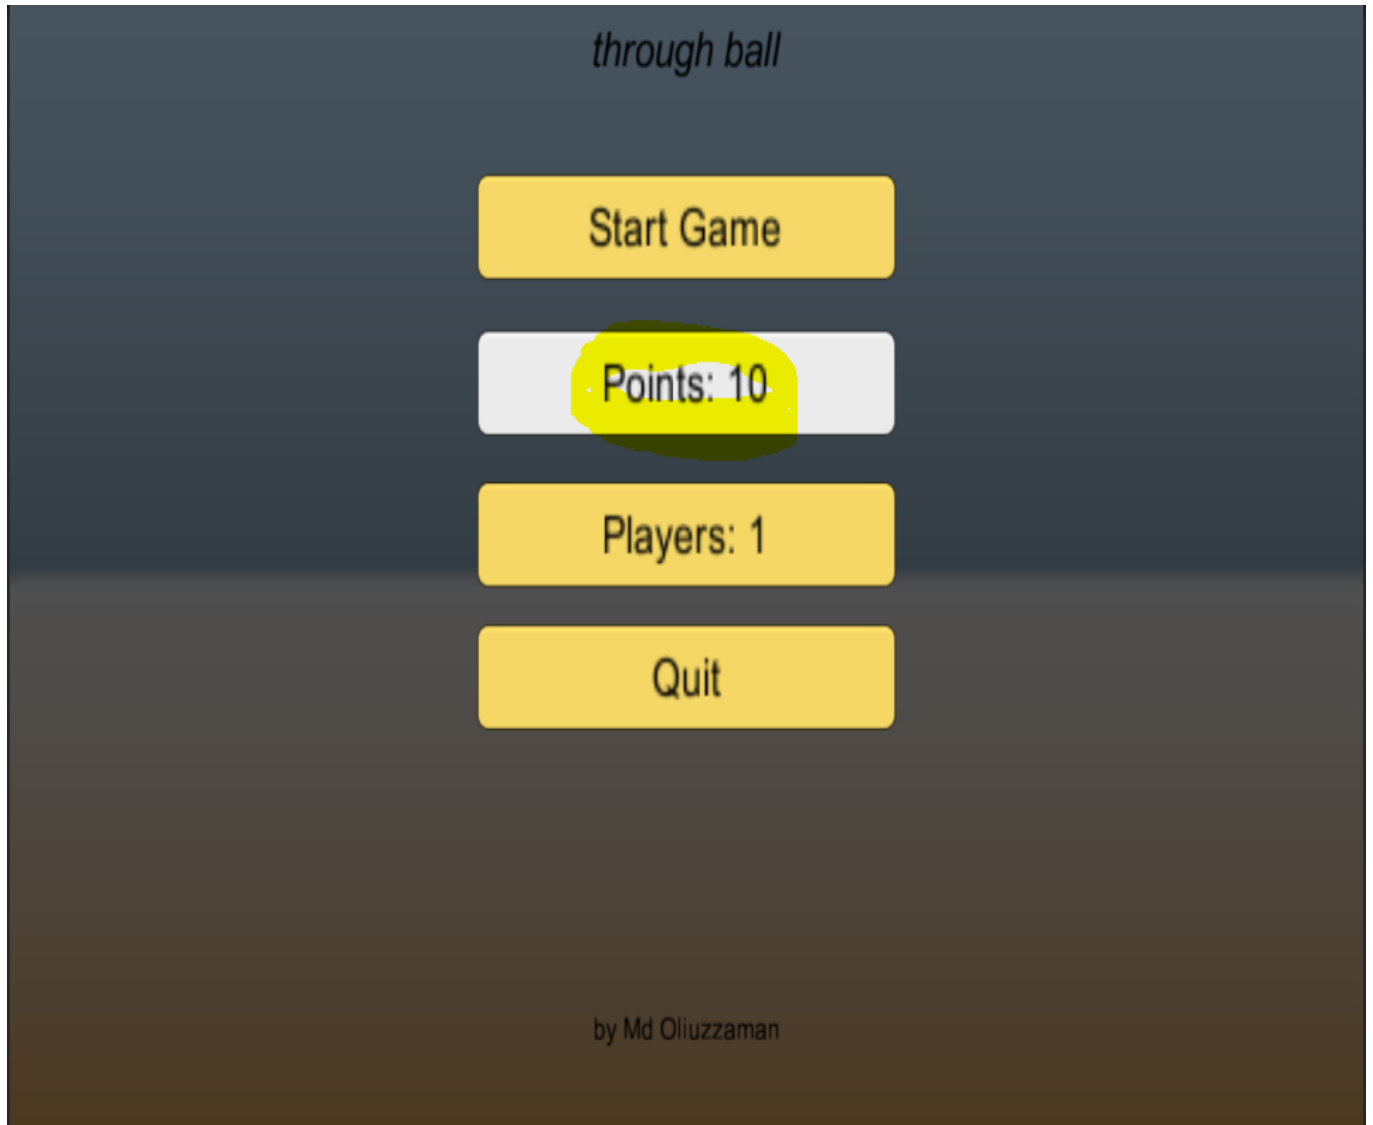 through ball
Start Game
Points: 10
Players: 1
Quit
by Md Oliuzzaman